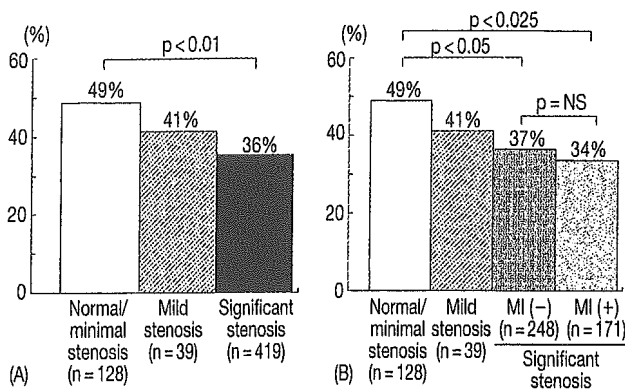 (%)
p<0.01
60
49%
41%
40
36%
20
0
Normal/
minimal
stenosis
(n=128)
Mild
stenosis
(n=39)
Significant
stenosis
(n=419)
(A)
(%)
p<0.025
p<0.05
60
49%
p=NS
41%
40
37%
34%
20
0
Normal/
minimal
stenosis
(n=128)
Mild
stenosis
(n=39)
MI (−)
(n=248)
MI (+)
(n=171)
Significant
stenosis
(B)